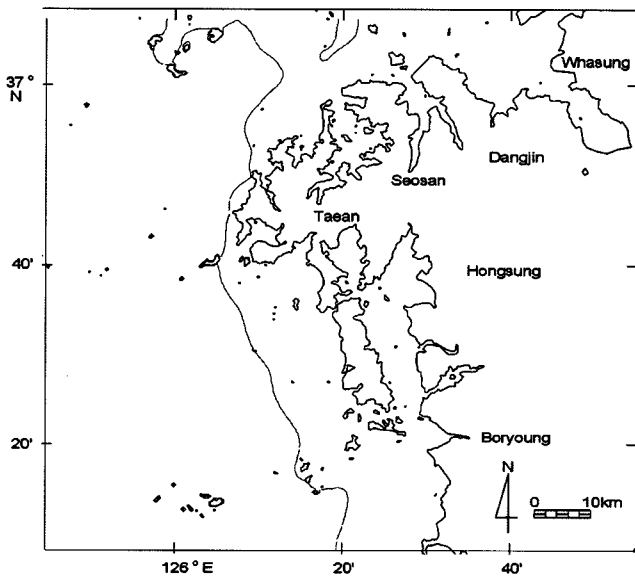 Whasung
37°
N
Dangjin
Seosan
Taean
40'
Hongsung
20'
Boryoung
N
0 10km
126°E
20'
40'